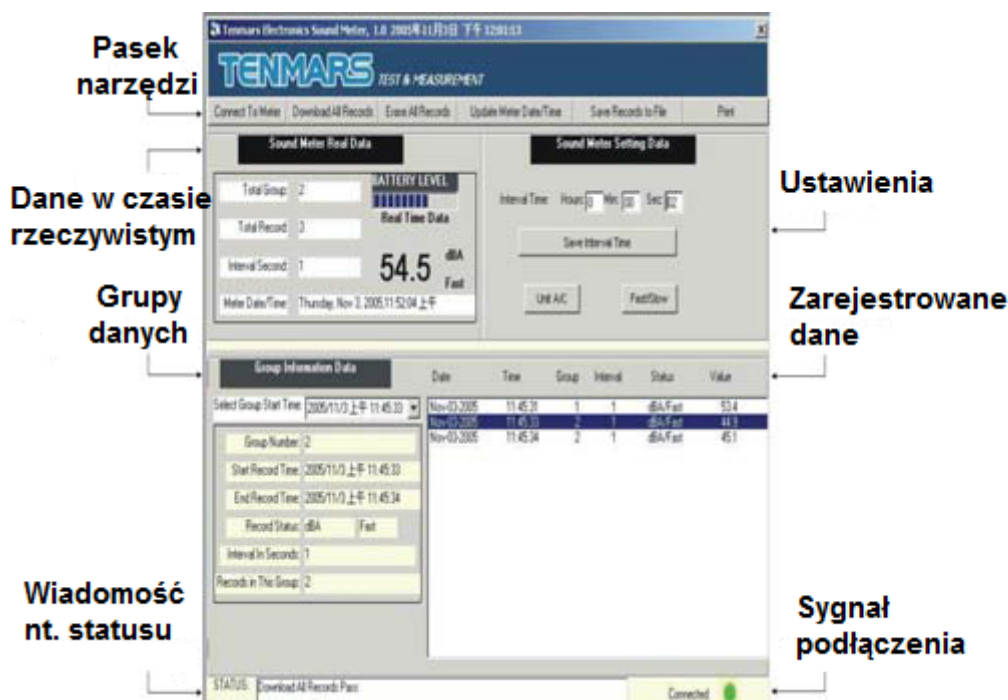 Tenmars Electronics Sound Meter, 1.0 2005年11月3日 下午 12:01:13
TENMARS TEST & MEASUREMENT
Pasek
narzędzi
Connect To Meter Download All Records Erase All Records Update Meter Date/Time Save Records to File Print
Sound Meter Real Data
Total Group: 2
Total Record: 3
Interval Second: 1
Meter Date/Time: Thursday, Nov 3, 2005,11:52:04 上午
BATTERY LEVEL
Real Time Data
54.5 dBA
Fast
Sound Meter Setting Data
Interval Time: Hours: 0 Min: 00 Sec: 02
Save Interval Time
Unit A/C Fast/Slow
Dane w czasie
rzeczywistym
Ustawienia
Grupy
danych
Zarejestrowane
dane
Group Information Data
Select Group Start Time: 2005/11/3 上午 11:45:33
Group Number: 2
Start Record Time: 2005/11/3 上午 11:45:33
End Record Time: 2005/11/3 上午 11:45:34
Record Status: dBA Fast
Interval In Seconds: 1
Records in This Group: 2
Date Time Group Interval Status Value
Nov-03-2005 11:45:31 1 1 dBA/Fast 53.4
Nov-03-2005 11:45:33 2 1 dBA/Fast 44.9
Nov-03-2005 11:45:34 2 1 dBA/Fast 45.1
Wiadomość
nt. statusu
Sygnał
podłączenia
STATUS: Download All Records Pass
Connected